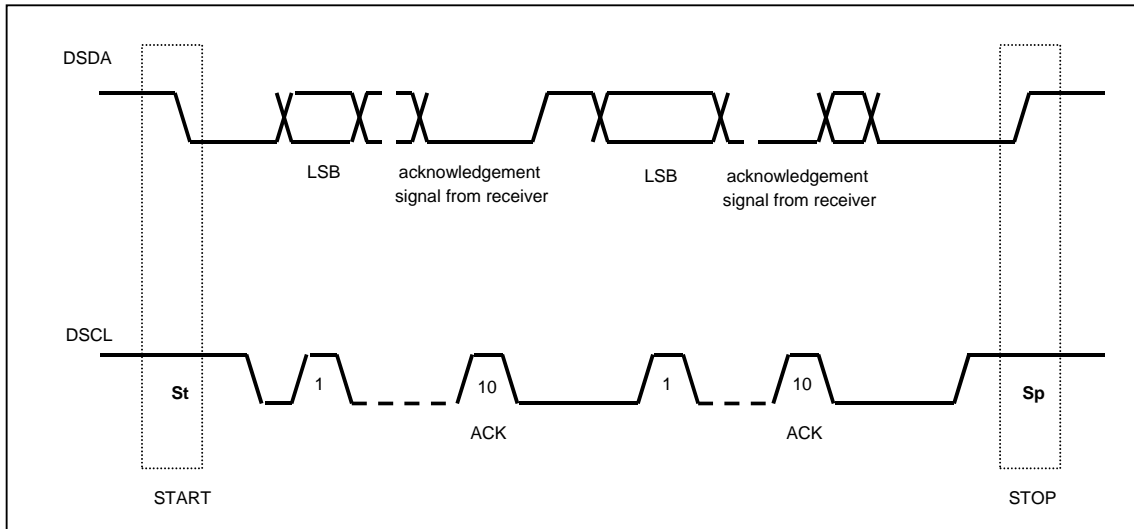 DSDA
LSB
acknowledgement
signal from receiver
LSB
acknowledgement
signal from receiver
DSCL
St
1
10
1
10
Sp
ACK
ACK
START
STOP